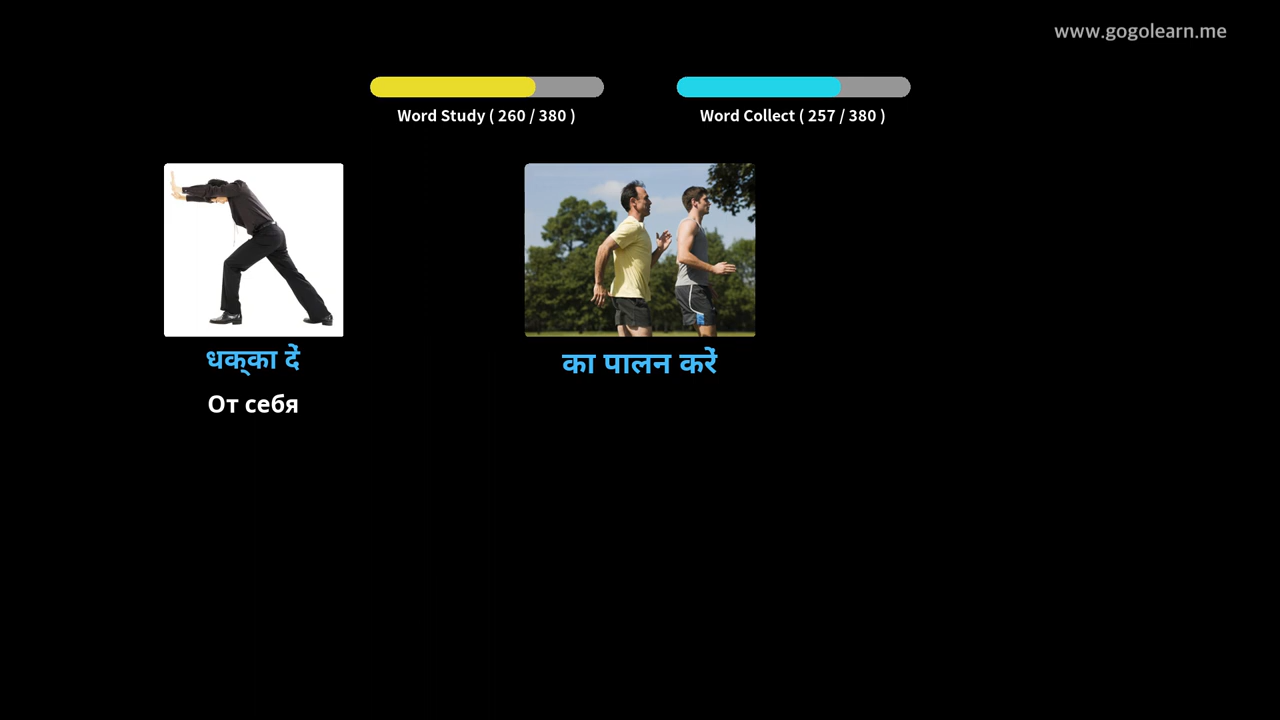 www.gogolearn.me
Word Study ( 260 / 380 )
Word Collect ( 257 / 380 )
धक्का दें
От себя
का पालन करें